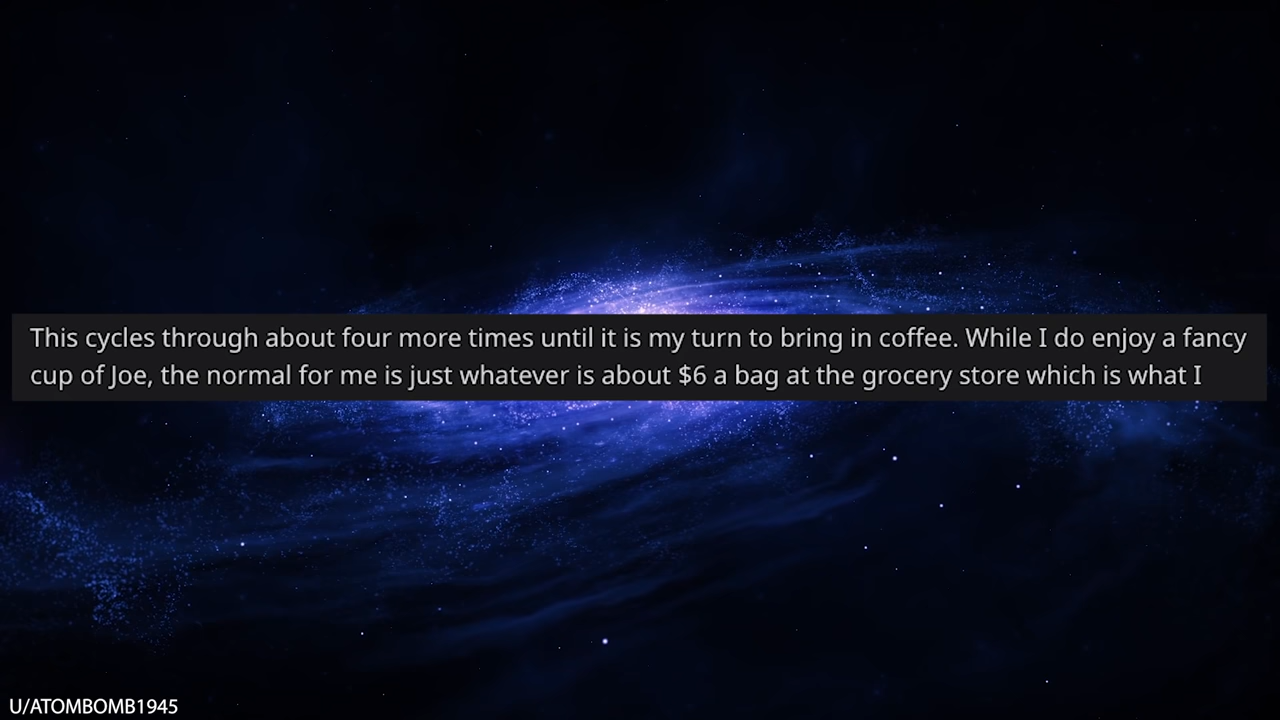 This cycles through about four more times until it is my turn to bring in coffee. While I do enjoy a fancy
cup of Joe, the normal for me is just whatever is about $6 a bag at the grocery store which is what I
U/ATOMBOMB1945